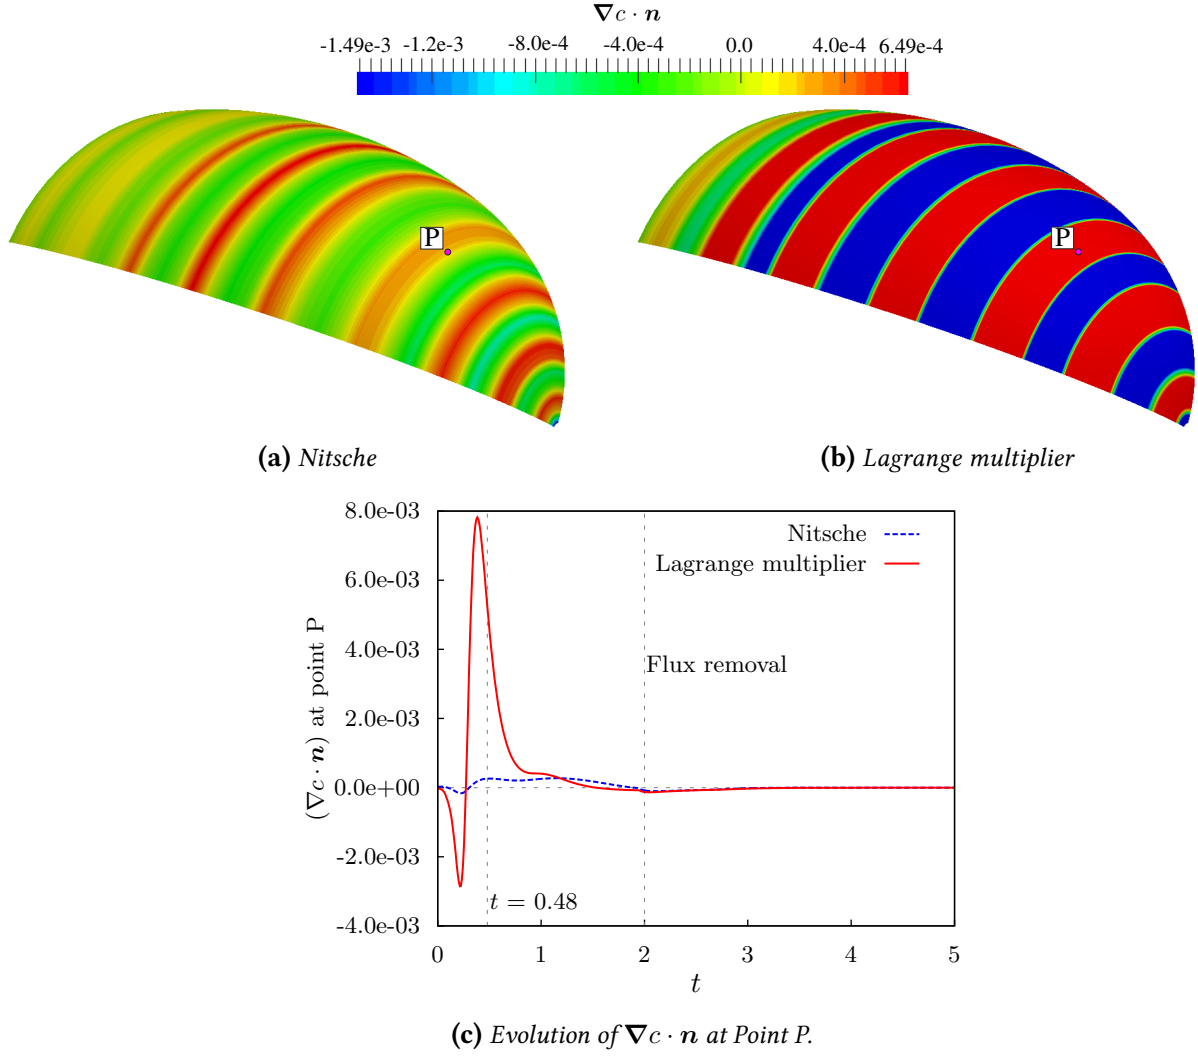 ∇c · n
-1.49e-3 -1.2e-3 -8.0e-4 -4.0e-4 0.0 4.0e-4 6.49e-4
P
P
(a) Nitsche
(b) Lagrange multiplier
8.0e-03
6.0e-03
4.0e-03
2.0e-03
0.0e+00
-2.0e-03
-4.0e-03
(∇c · n) at point P
Nitsche
Lagrange multiplier
Flux removal
t = 0.48
0 1 2 3 4 5
t
(c) Evolution of ∇c · n at Point P.